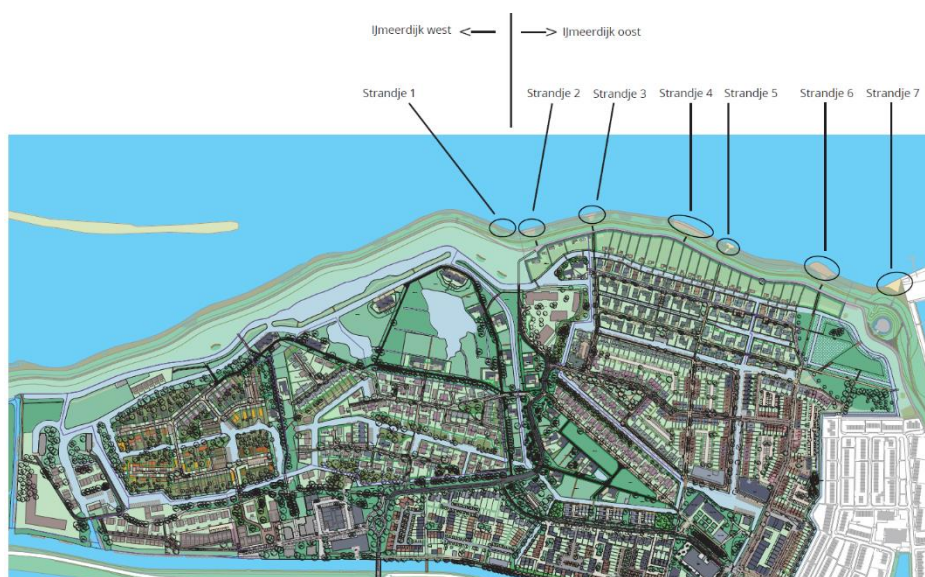 IJmeerdijk west
IJmeerdijk oost
Strandje 1
Strandje 2
Strandje 3
Strandje 4
Strandje 5
Strandje 6
Strandje 7